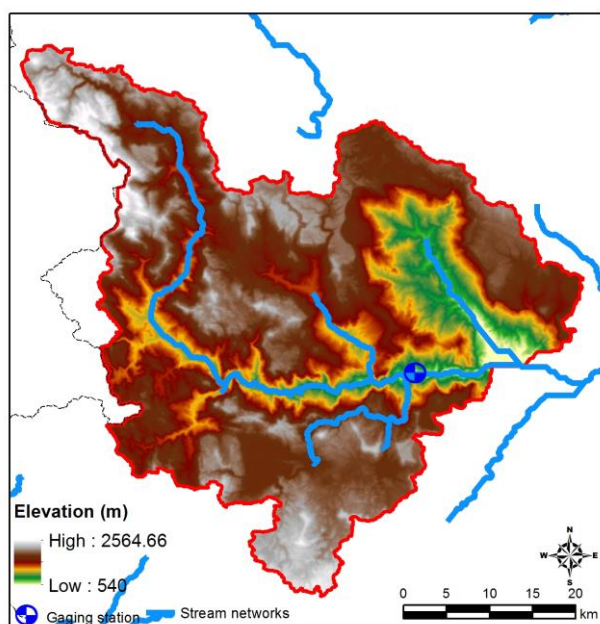 Elevation (m)
High : 2564.66
Low : 540
Gaging station
Stream networks
N
W E
S
0 5 10 15 20
km